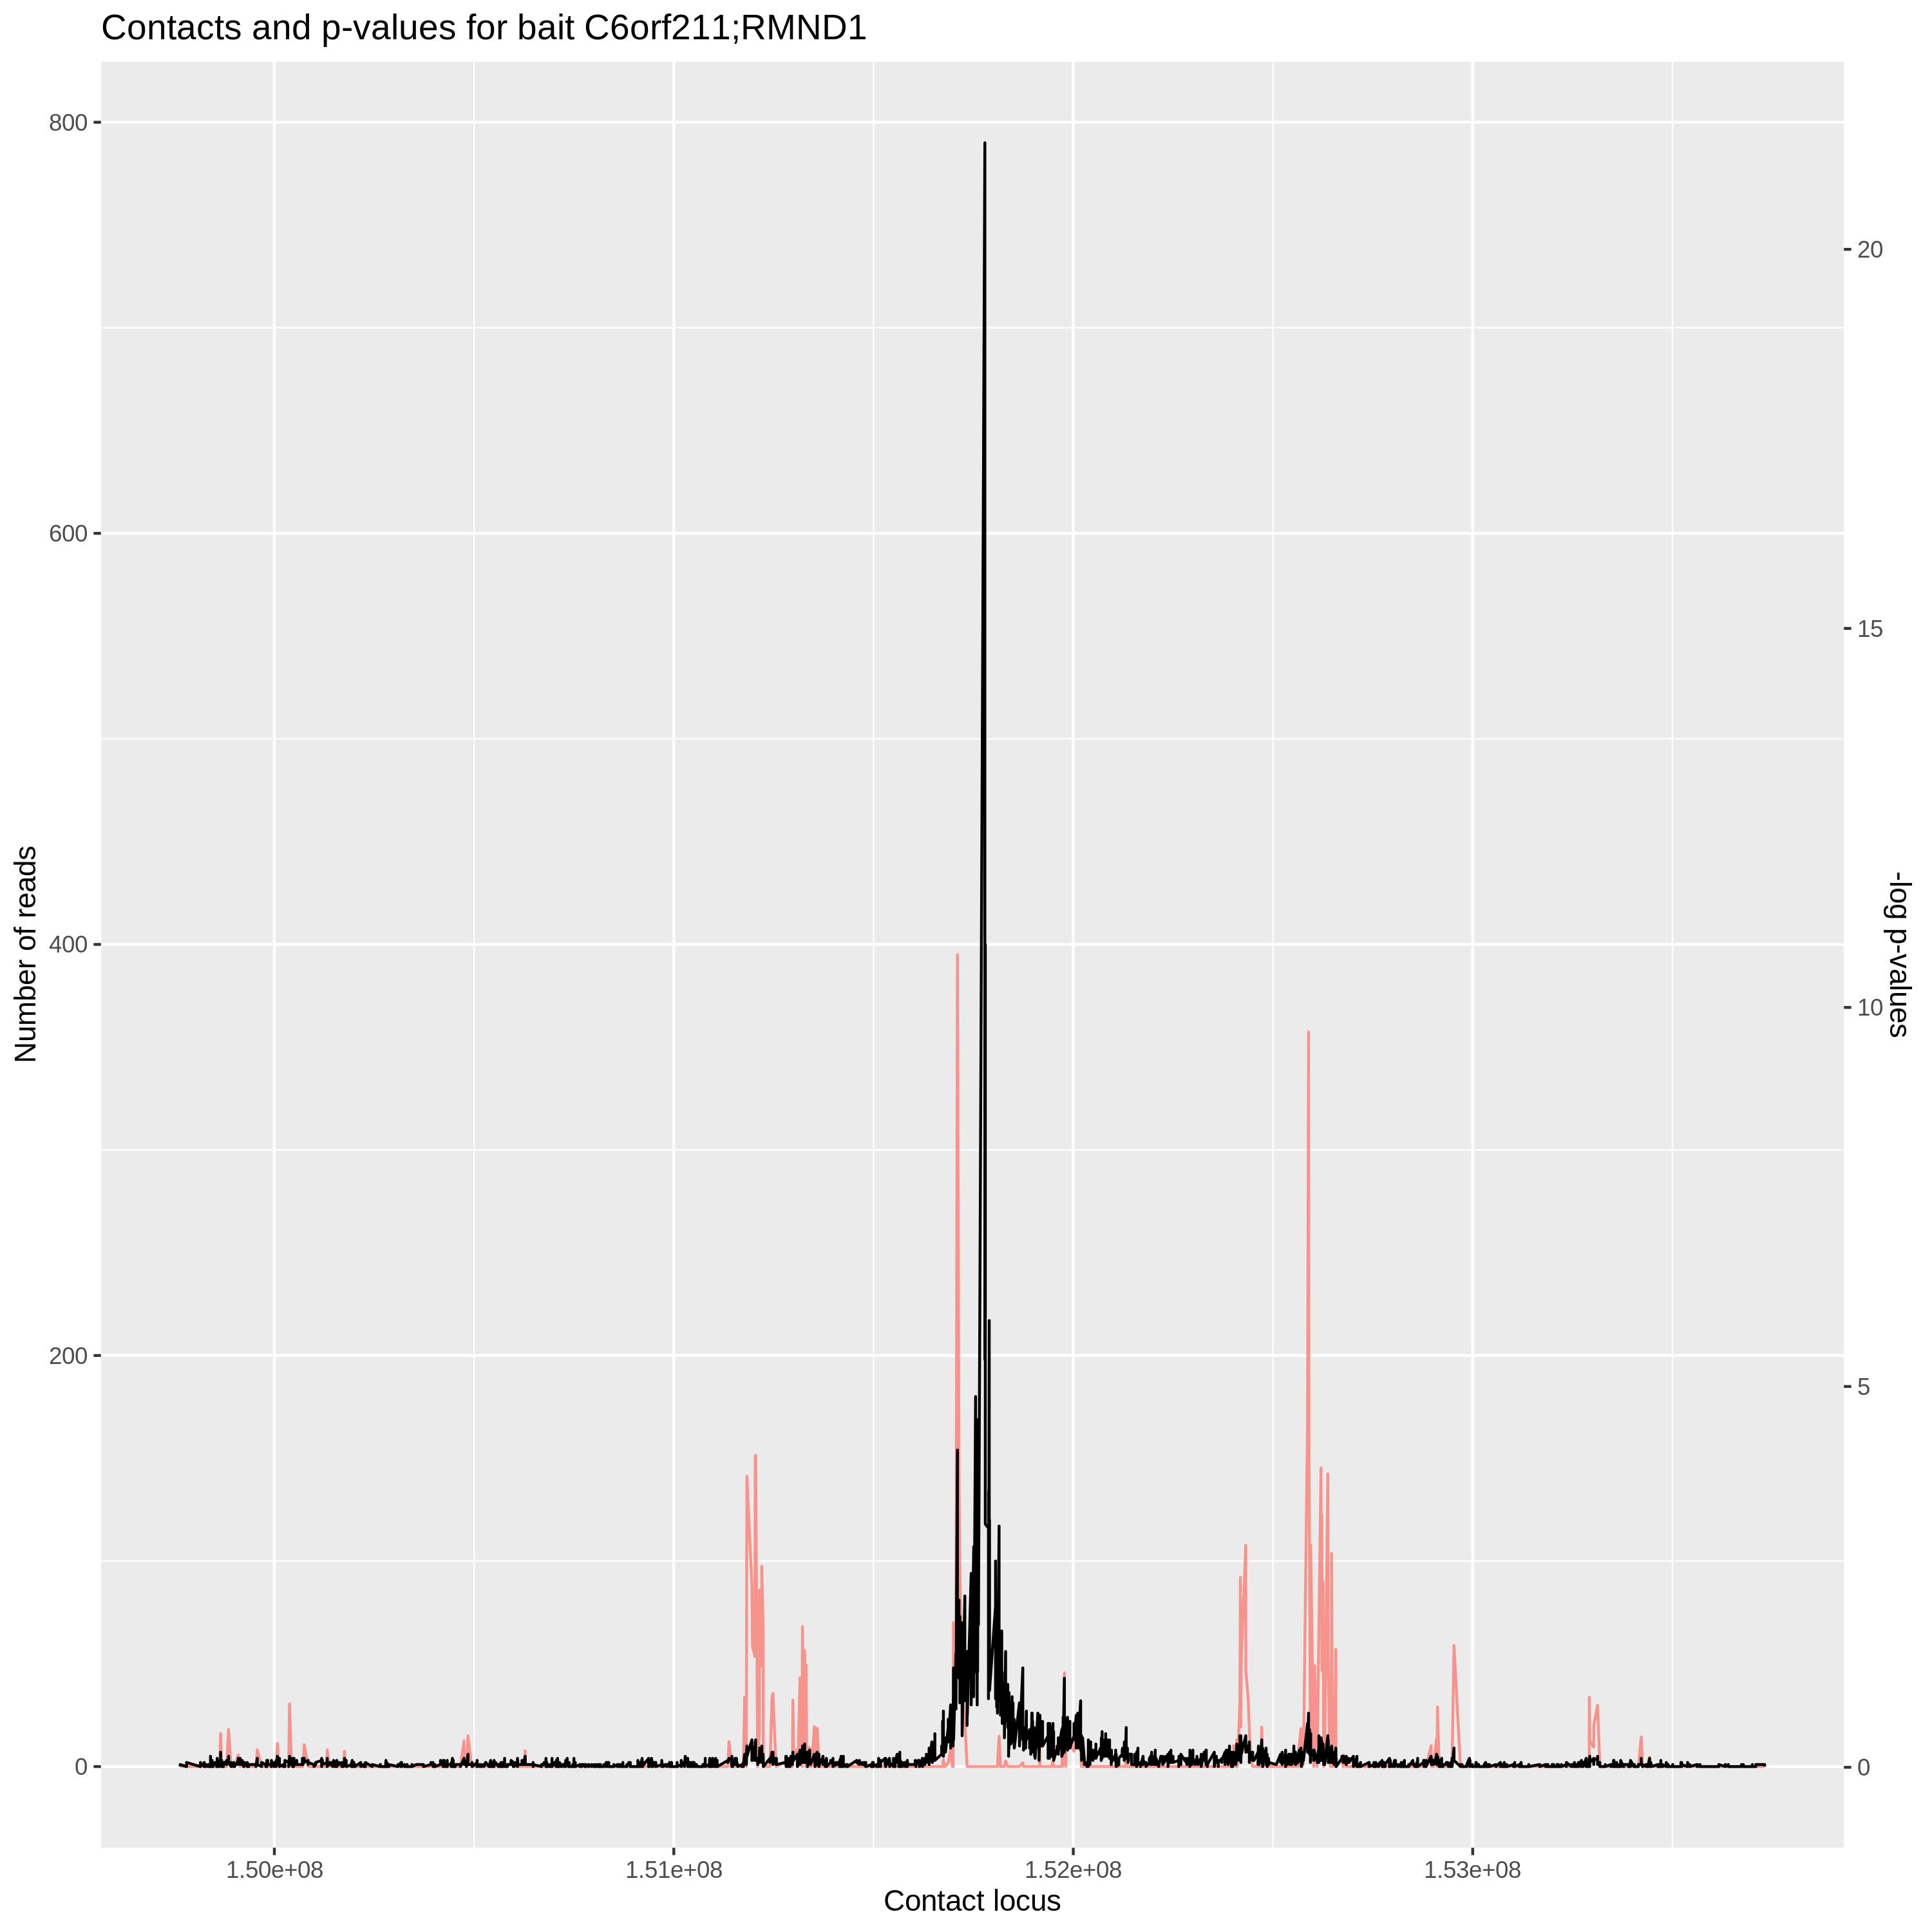 Contacts and p-values for bait C6orf211;RMND1
800
600
400
200
0
Number of reads
20
15
10
5
0
-log p-values
1.50e+08
1.51e+08
1.52e+08
1.53e+08
Contact locus